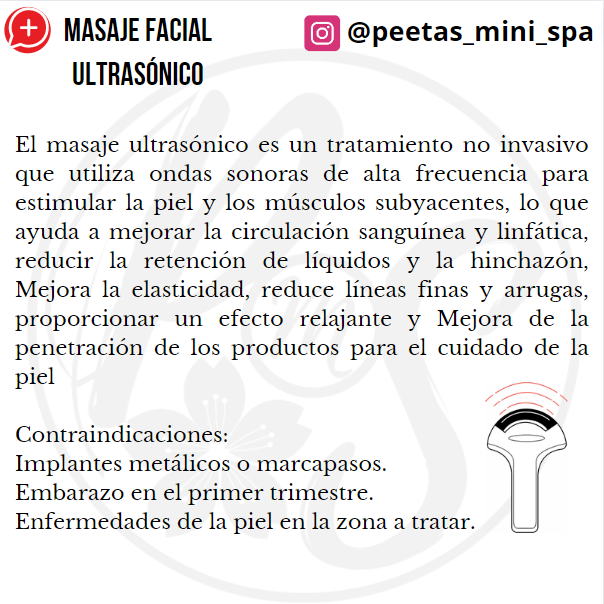 MASAJE FACIAL
ULTRASÓNICO
@peetas_mini_spa
El masaje ultrasónico es un tratamiento no invasivo
que utiliza ondas sonoras de alta frecuencia para
estimular la piel y los músculos subyacentes, lo que
ayuda a mejorar la circulación sanguínea y linfática,
reducir la retención de líquidos y la hinchazón,
Mejora la elasticidad, reduce líneas finas y arrugas,
proporcionar un efecto relajante y Mejora de la
penetración de los productos para el cuidado de la
piel
Contraindicaciones:
Implantes metálicos o marcapasos.
Embarazo en el primer trimestre.
Enfermedades de la piel en la zona a tratar.
PmS